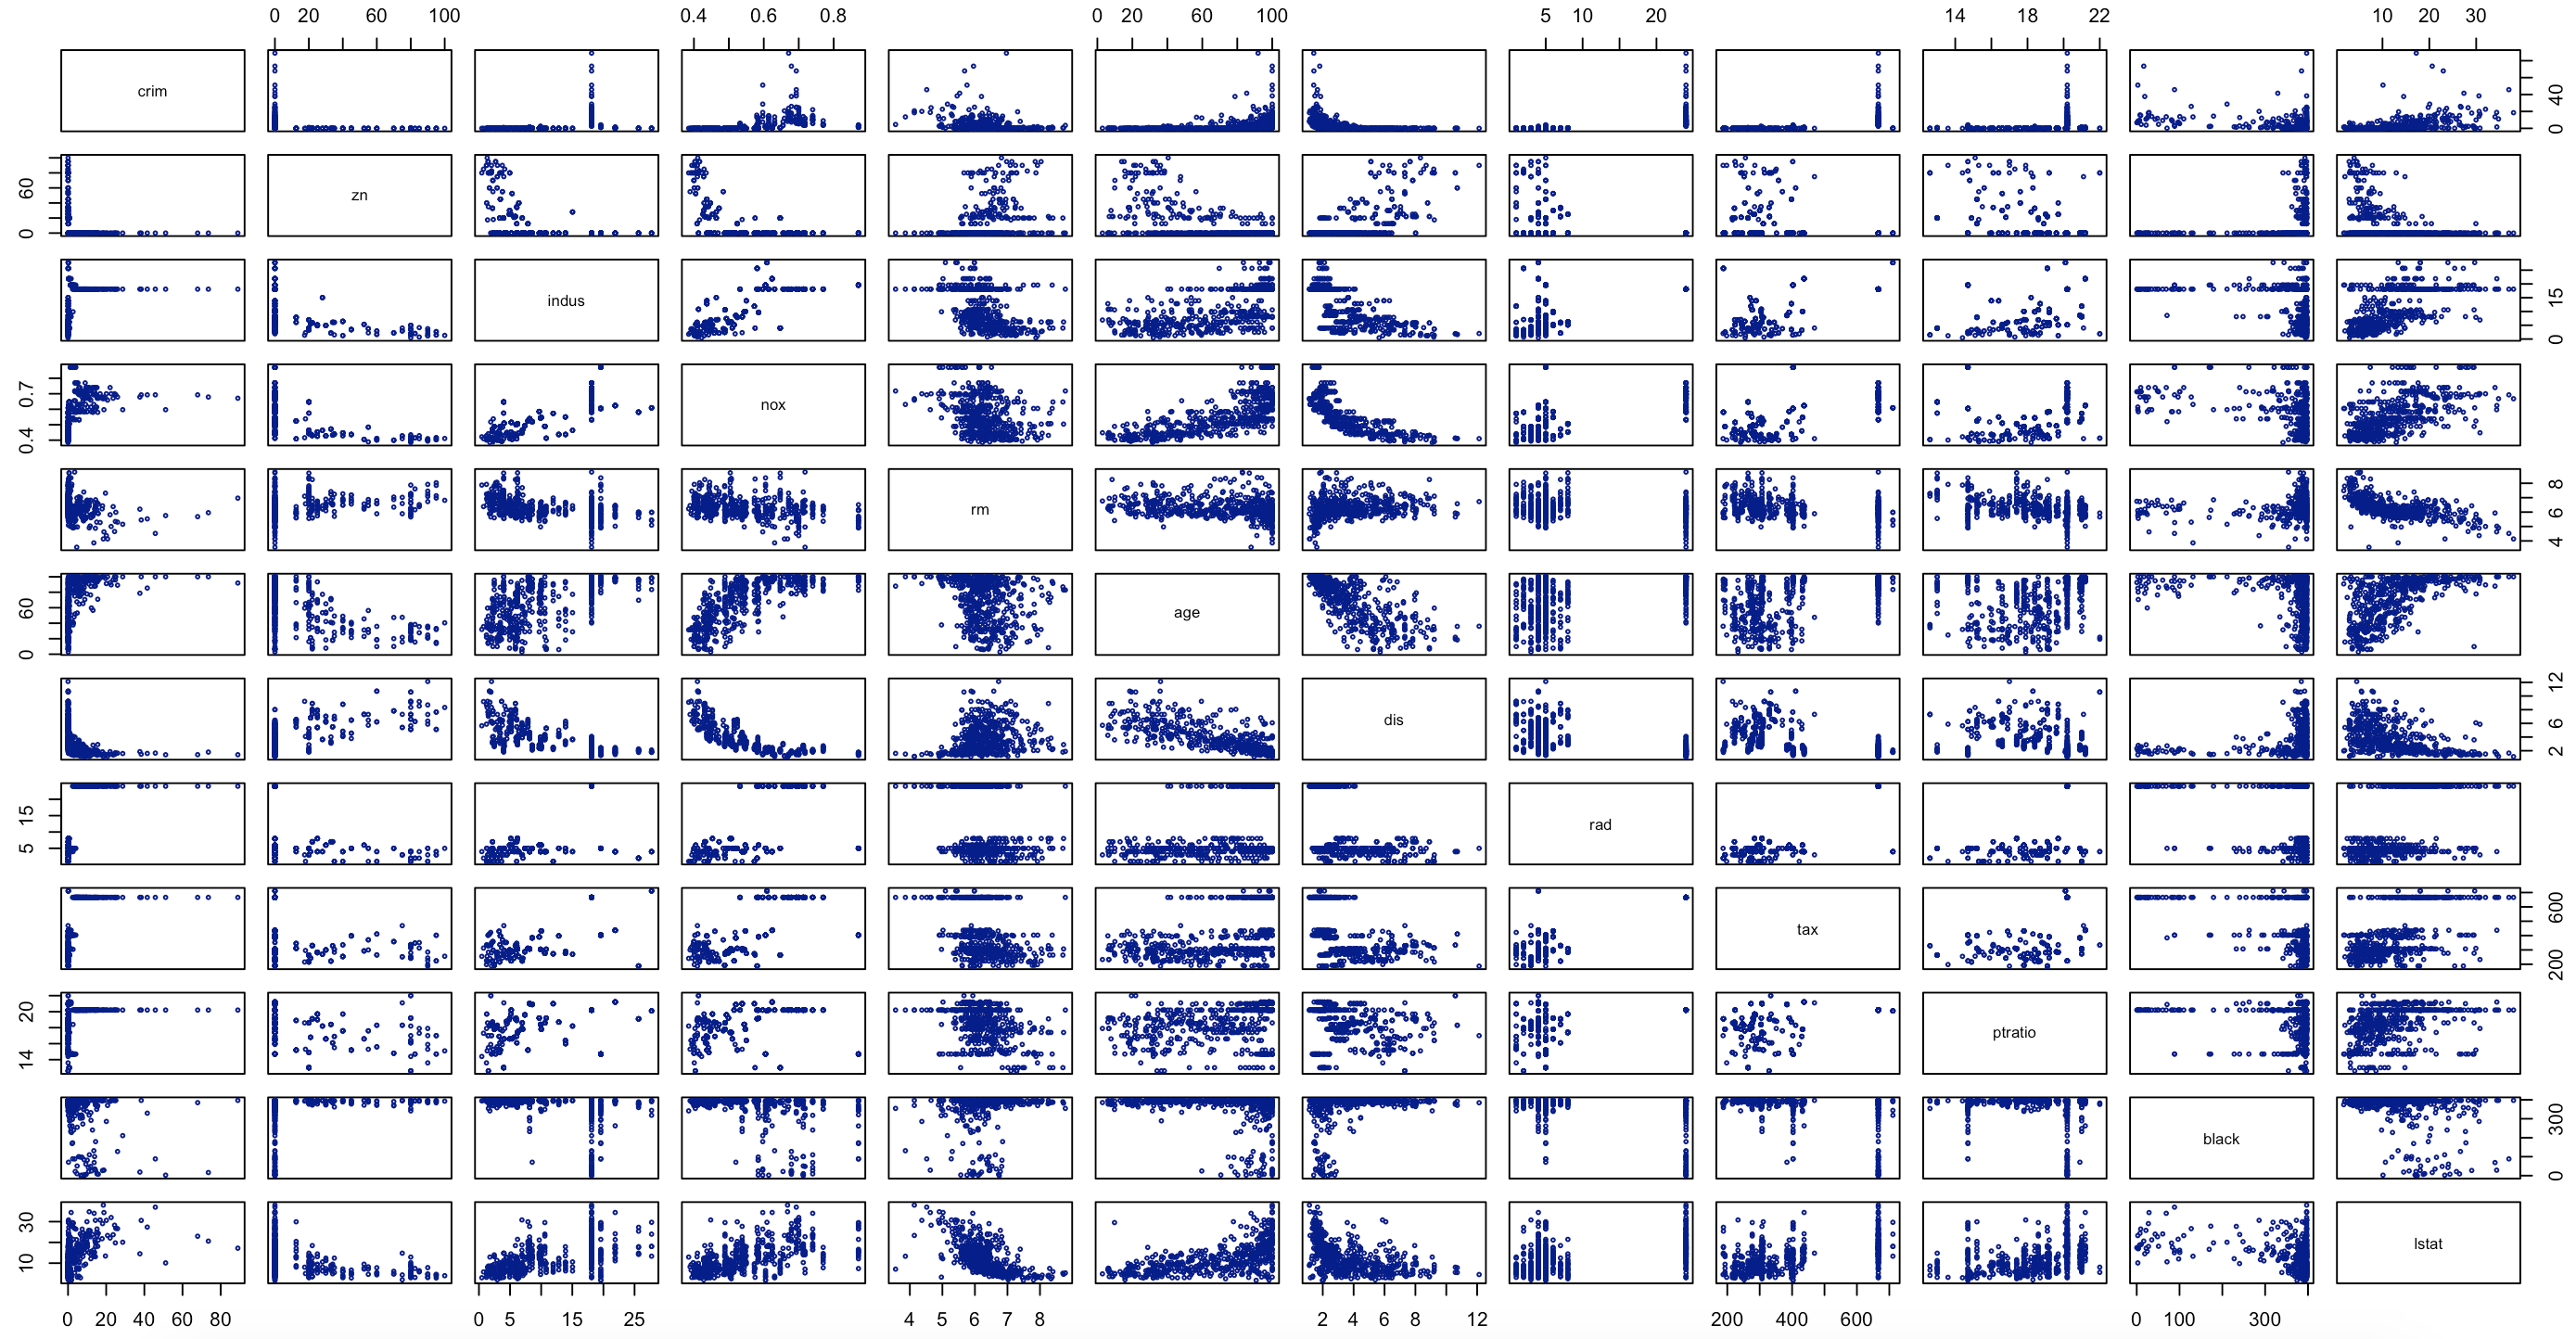 0 20 60 100 0.4 0.6 0.8 0 20 60 100 5 10 20 14 18 22 10 20 30
crim 0 40
0 60 zn
indus 0 15
0.4 0.7 nox
rm 4 6 8
0 60 age
dis 2 6 12
5 15 rad
tax 200 600
14 20 ptratio
black 0 300
10 30 lstat
0 20 40 60 80 0 5 15 25 4 5 6 7 8 2 4 6 8 12 200 400 600 0 100 300